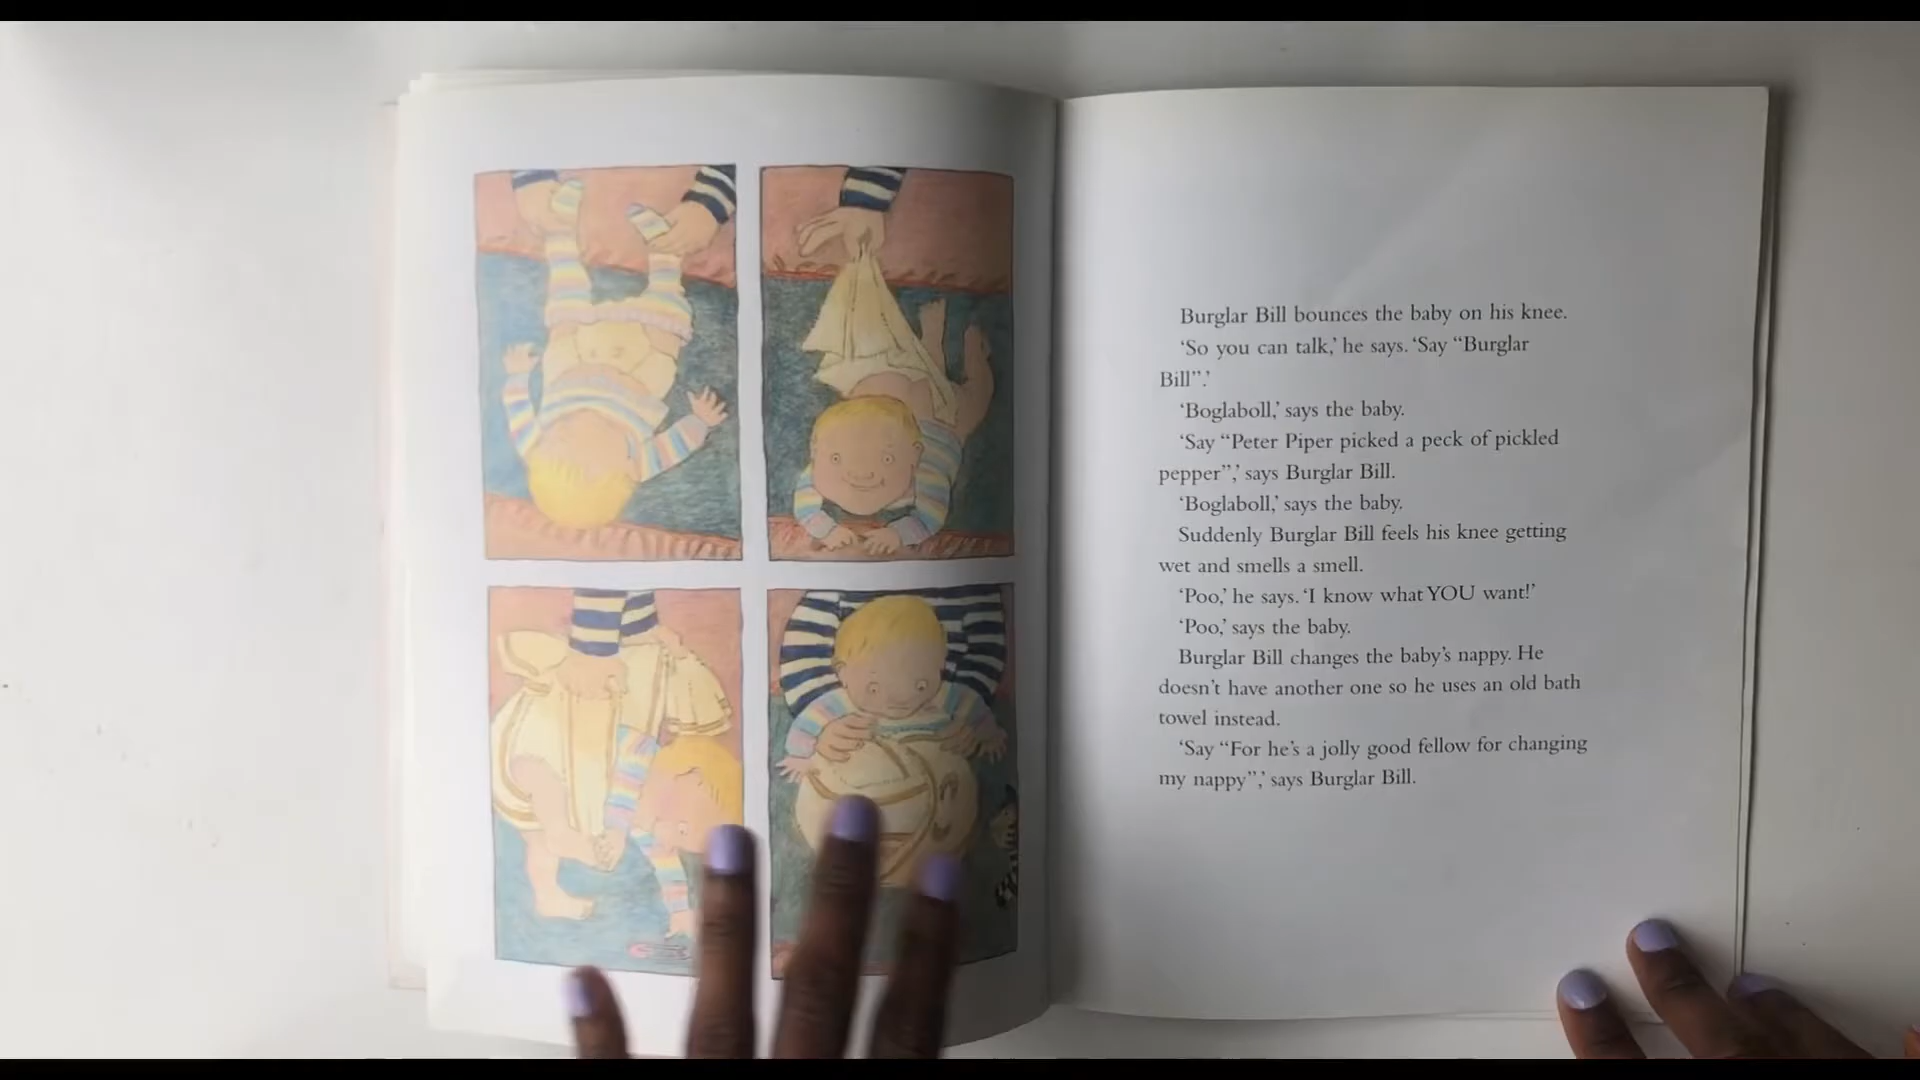 Burglar Bill bounces the baby on his knee.
‘So you can talk,’ he says. ‘Say “Burglar
Bill”.’
‘Boglaboll,’ says the baby.
‘Say “Peter Piper picked a peck of pickled
pepper”,’ says Burglar Bill.
‘Boglaboll,’ says the baby.
Suddenly Burglar Bill feels his knee getting
wet and smells a smell.
‘Poo,’ he says. ‘I know what YOU want!’
‘Poo,’ says the baby.
Burglar Bill changes the baby’s nappy. He
doesn’t have another one so he uses an old bath
towel instead.
‘Say “For he’s a jolly good fellow for changing
my nappy”,’ says Burglar Bill.